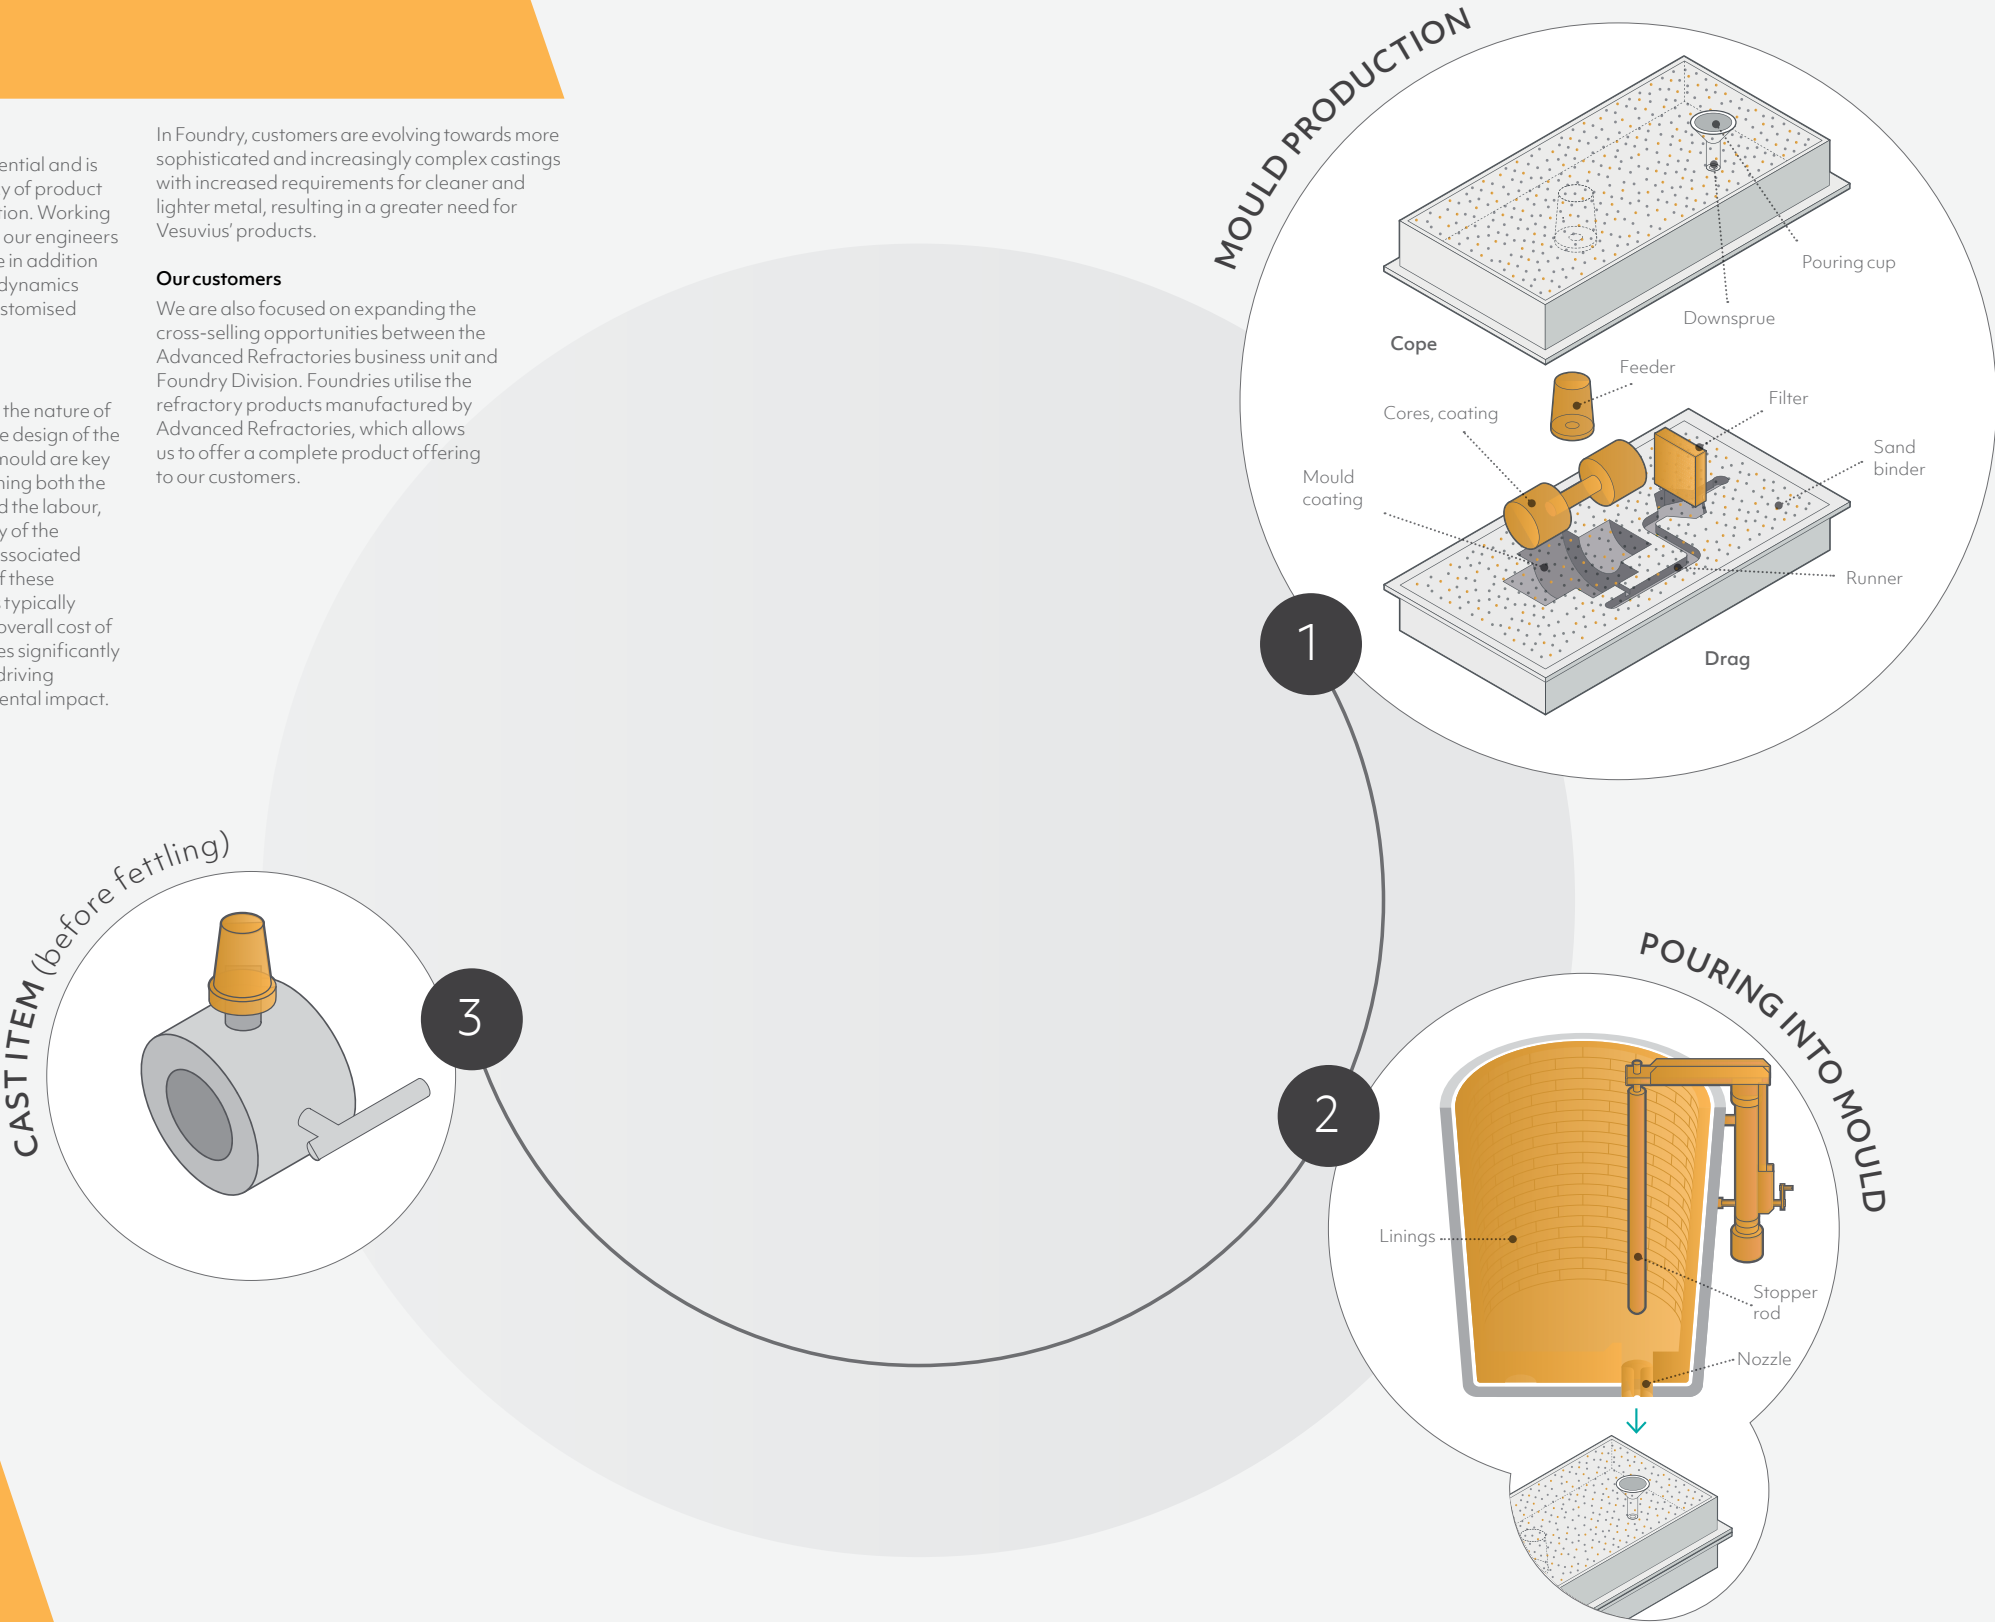 ential and is
y of product
tion. Working
our engineers
e in addition
dynamics
stomised
the nature of
e design of the
mould are key
ning both the
d the labour,
y of the
ssociated
f these
s typically
overall cost of
es significantly
driving
ental impact.
In Foundry, customers are evolving towards more
sophisticated and increasingly complex castings
with increased requirements for cleaner and
lighter metal, resulting in a greater need for
Vesuvius’ products.
Our customers
We are also focused on expanding the
cross-selling opportunities between the
Advanced Refractories business unit and
Foundry Division. Foundries utilise the
refractory products manufactured by
Advanced Refractories, which allows
us to offer a complete product offering
to our customers.
MOULD PRODUCTION
Pouring cup
Downsprue
Cope
Feeder
Filter
Cores, coating
Sand
binder
Mould
coating
Runner
Drag
1
POURING INTO MOULD
2
Linings
Stopper
rod
Nozzle
CAST ITEM (before fettling)
3